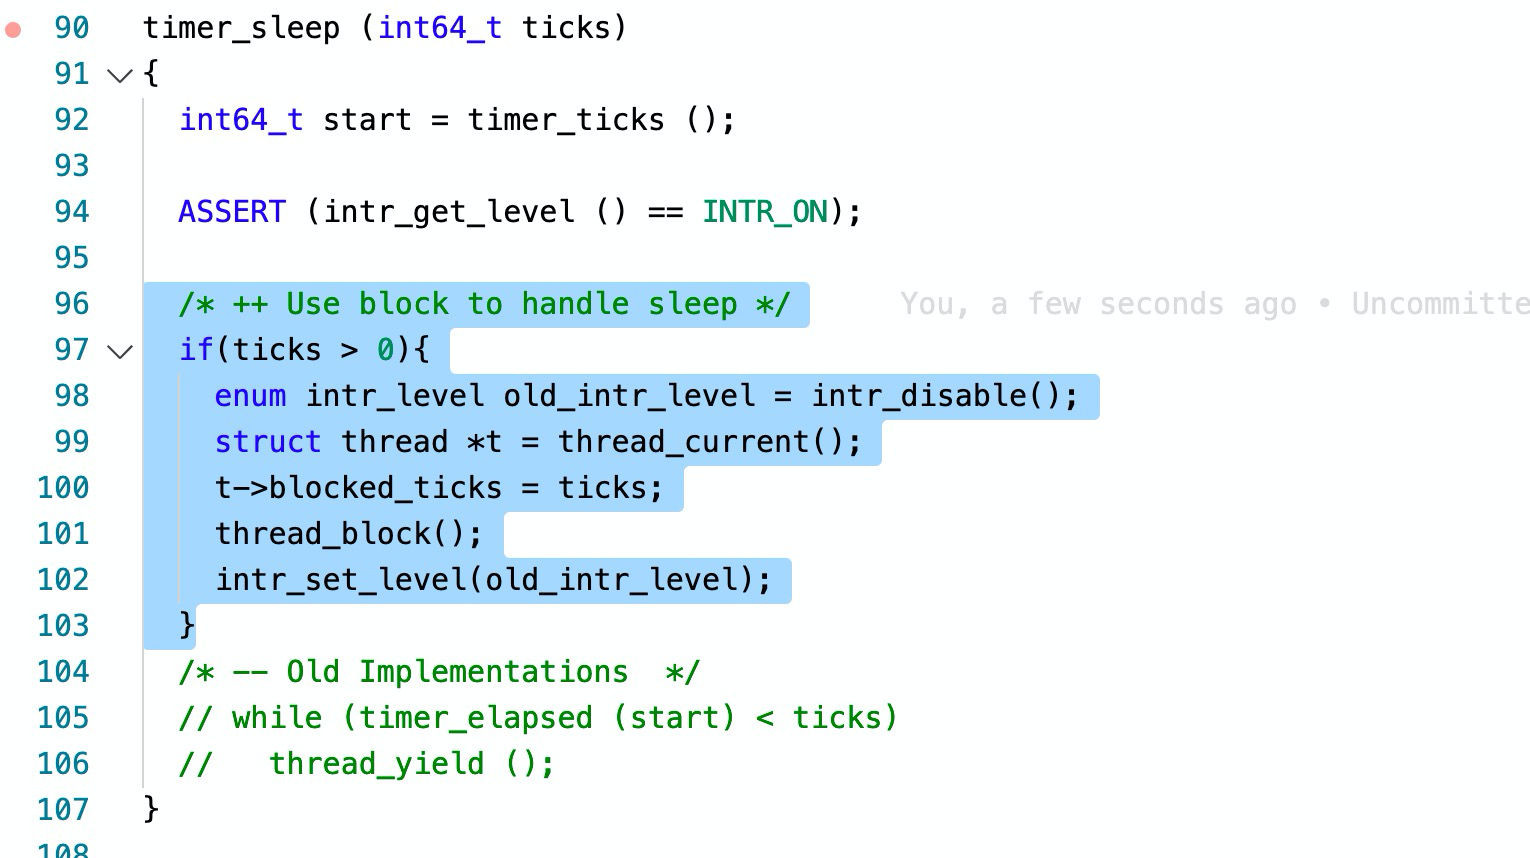 90 timer_sleep (int64_t ticks)
91 {
92 int64_t start = timer_ticks ();
93
94 ASSERT (intr_get_level () == INTR_ON);
95
96 /* ++ Use block to handle sleep */ You, a few seconds ago • Uncommitte
97 if(ticks > 0){
98 enum intr_level old_intr_level = intr_disable();
99 struct thread *t = thread_current();
100 t->blocked_ticks = ticks;
101 thread_block();
102 intr_set_level(old_intr_level);
103 }
104 /* -- Old Implementations  */
105 // while (timer_elapsed (start) < ticks)
106 //   thread_yield ();
107 }
108